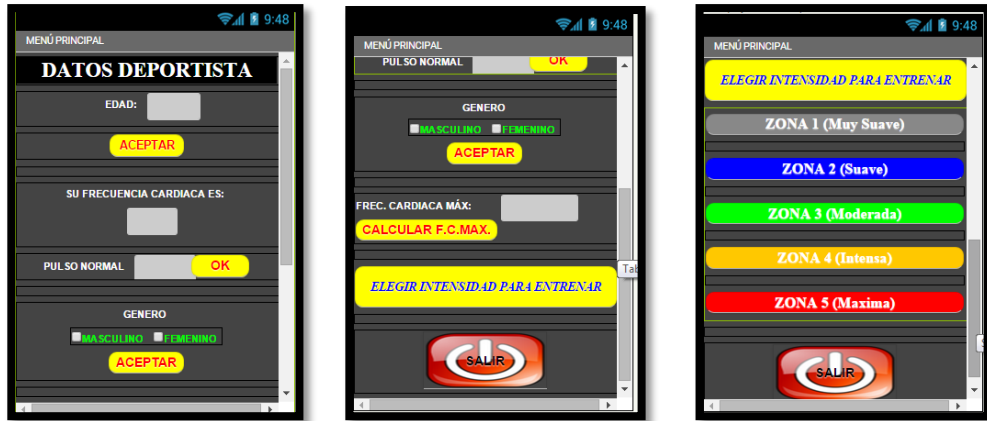 9:48
MENÚ PRINCIPAL
DATOS DEPORTISTA
EDAD:
ACEPTAR
SU FRECUENCIA CARDIACA ES:
PULSO NORMAL OK
GENERO
MASCULINO FEMENINO
ACEPTAR
9:48
MENÚ PRINCIPAL
PULSO NORMAL OK
GENERO
MASCULINO FEMENINO
ACEPTAR
FREC. CARDIACA MÁX:
CALCULAR F.C.MAX.
Tab
ELEGIR INTENSIDAD PARA ENTRENAR
SALIR
9:48
MENÚ PRINCIPAL
ELEGIR INTENSIDAD PARA ENTRENAR
ZONA 1 (Muy Suave)
ZONA 2 (Suave)
ZONA 3 (Moderada)
ZONA 4 (Intensa)
ZONA 5 (Maxima)
SALIR